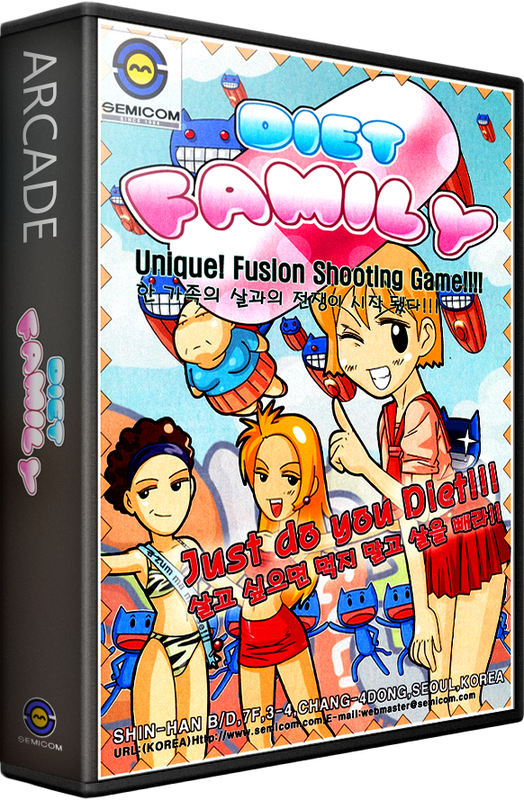 ARCADE
DIET
FAMILY
SEMICOM
SEMICOM
SINCE 1994
DIET
FAMILY
Unique! Fusion Shooting Game!!!!
한 가족의 살과의 전쟁이 시작 됐다!!!
Just do you Diet!!!
살고 싶으면 먹지 말고 살을 빼라!!
SHIN-HAN B/D,7F,3-4,CHANG-4DONG,SEOUL,KOREA
URL:(KOREA)Http://www.semicom.com E-mail:webmaster@semicom.com